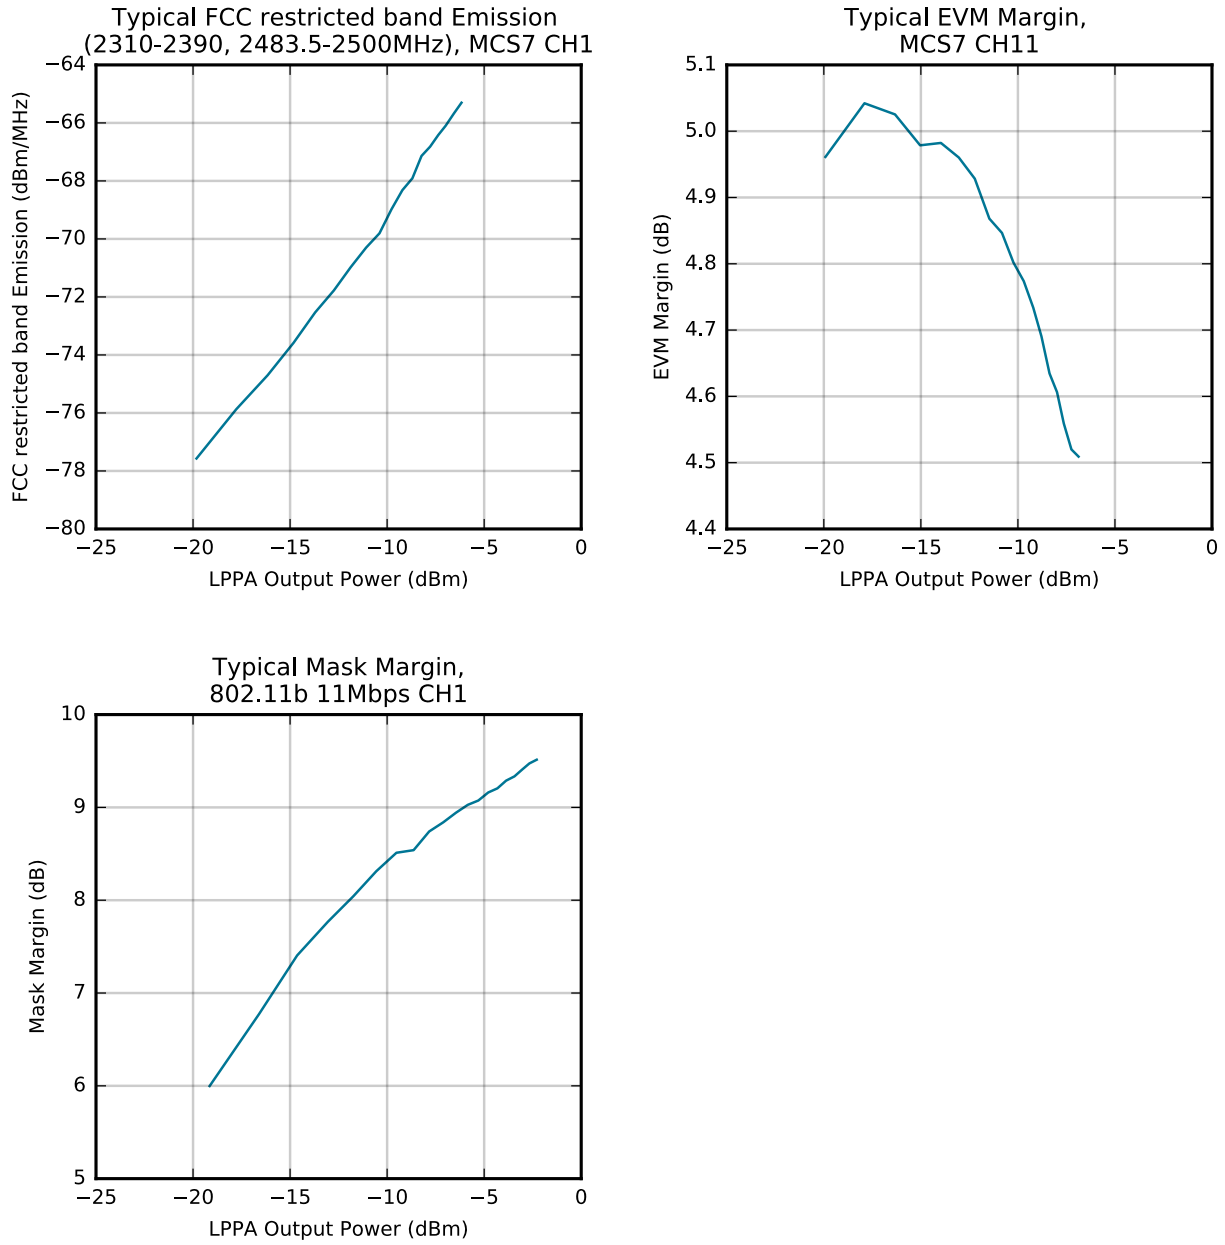 Typical FCC restricted band Emission
(2310-2390, 2483.5-2500MHz), MCS7 CH1
−64
−66
−68
−70
−72
−74
−76
−78
−80
FCC restricted band Emission (dBm/MHz)
−25 −20 −15 −10 −5 0
LPPA Output Power (dBm)
Typical EVM Margin,
MCS7 CH11
5.1
5.0
4.9
4.8
4.7
4.6
4.5
4.4
EVM Margin (dB)
−25 −20 −15 −10 −5 0
LPPA Output Power (dBm)
Typical Mask Margin,
802.11b 11Mbps CH1
10
9
8
7
6
5
Mask Margin (dB)
−25 −20 −15 −10 −5 0
LPPA Output Power (dBm)